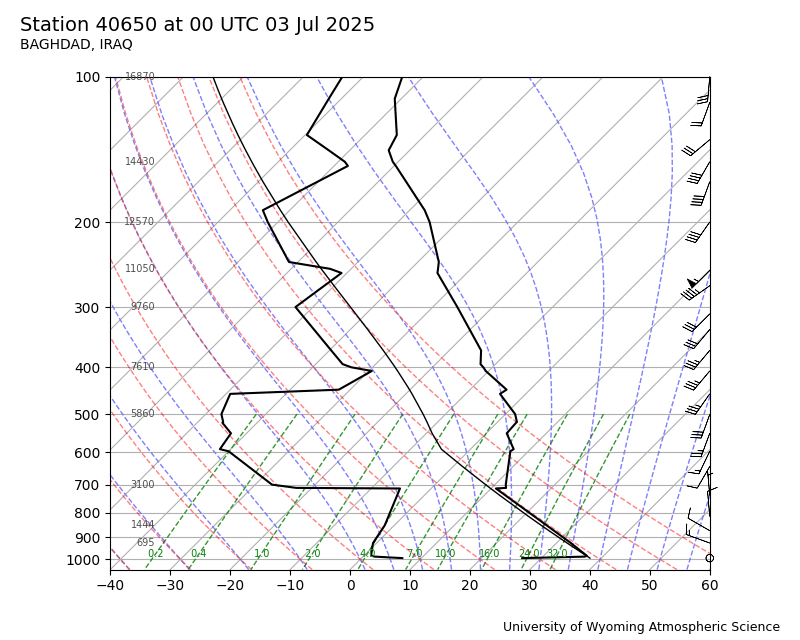 Station 40650 at 00 UTC 03 Jul 2025
BAGHDAD, IRAQ
100 16870
14430
200 12570
11050
300 9760
400 7610
500 5860
600
700 3100
800
1444
900 695
1000 0.2 0.4 1.0 2.0 4.0 7.0 10.0 16.0 24.0 32.0
−40 −30 −20 −10 0 10 20 30 40 50 60
University of Wyoming Atmospheric Science